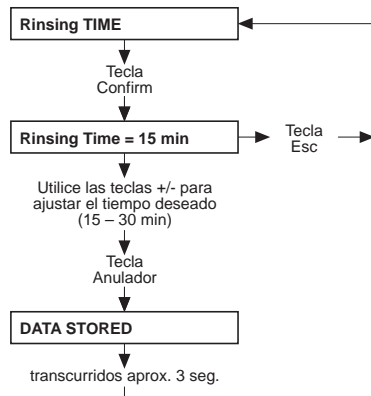 Rinsing TIME
Tecla
Confirm
Rinsing Time = 15 min
Tecla
Esc
Utilice las teclas +/- para
ajustar el tiempo deseado
(15 – 30 min)
Tecla
Anulador
DATA STORED
transcurridos aprox. 3 seg.